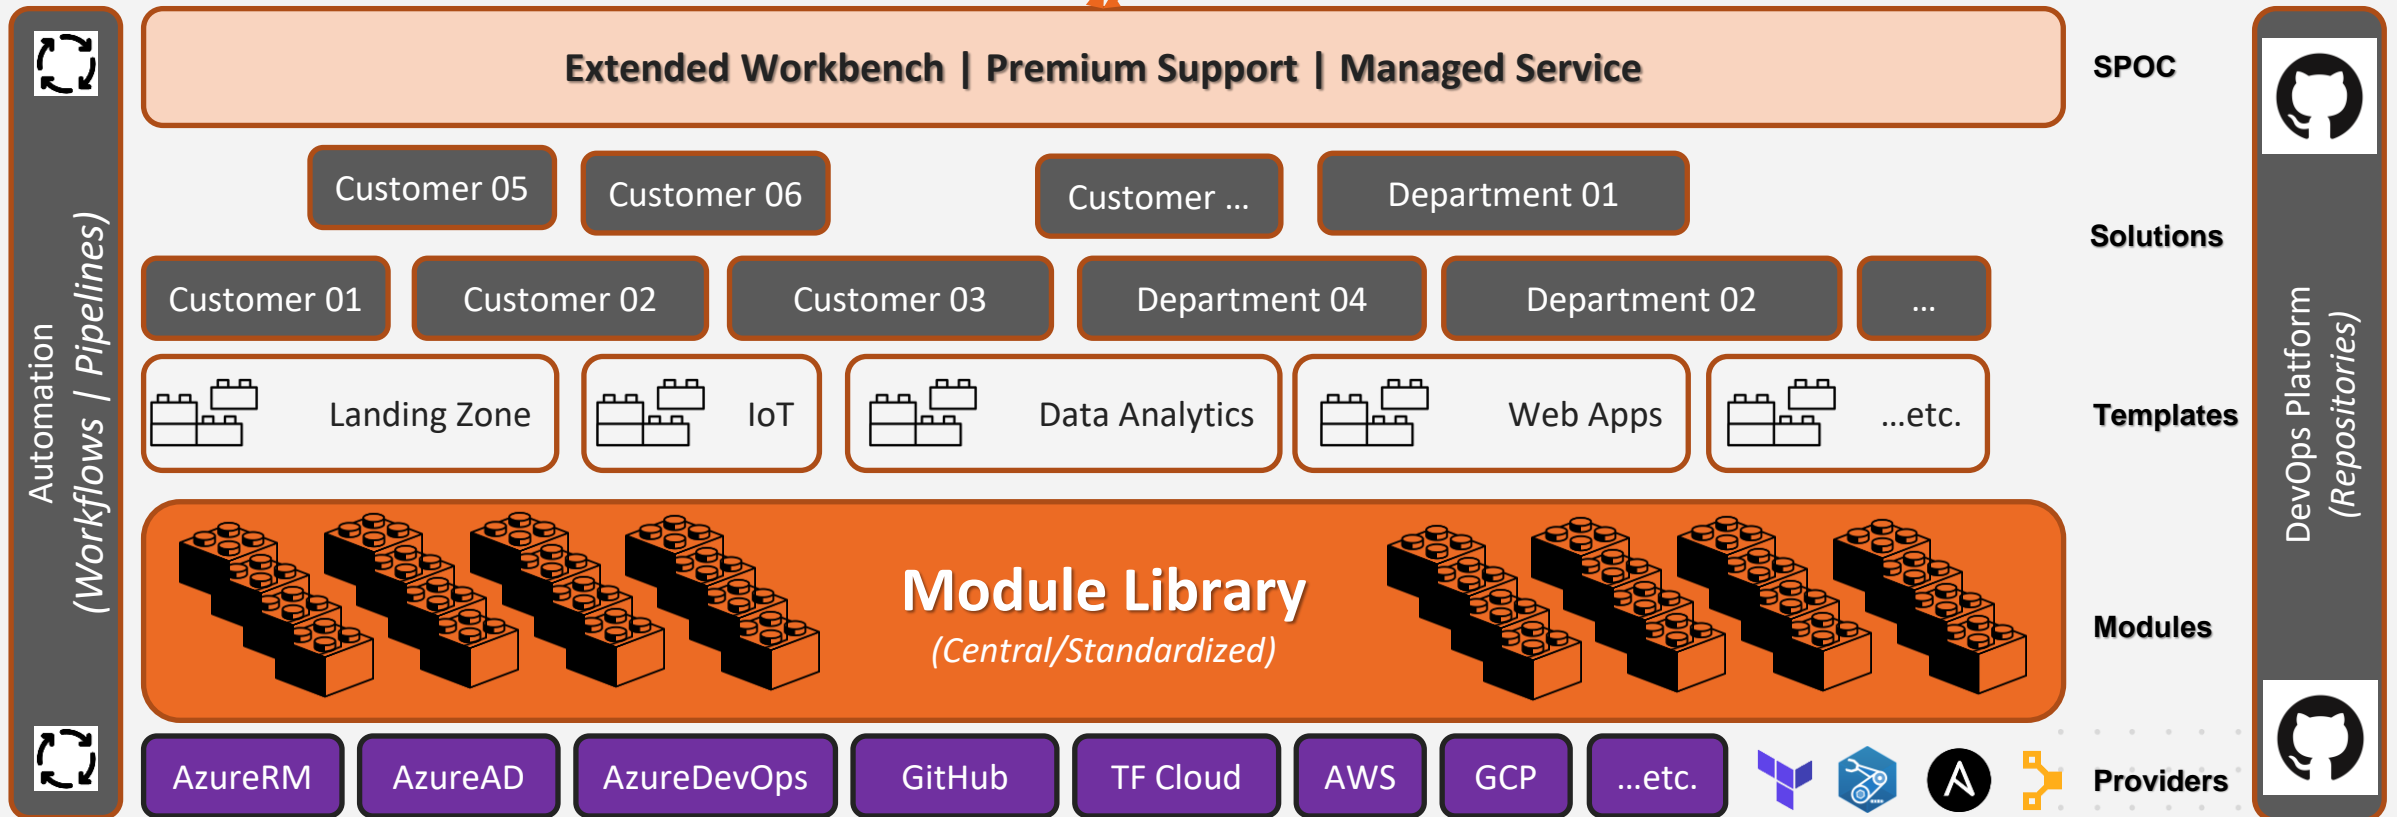 Extended Workbench | Premium Support | Managed Service
SPOC
Customer 05
Customer 06
Customer ...
Department 01
Solutions
Customer 01
Customer 02
Customer 03
Department 04
Department 02
...
Landing Zone
IoT
Data Analytics
Web Apps
...etc.
Templates
Module Library
(Central/Standardized)
Modules
AzureRM
AzureAD
AzureDevOps
GitHub
TF Cloud
AWS
GCP
...etc.
Providers
Automation
(Workflows | Pipelines)
DevOps Platform
(Repositories)